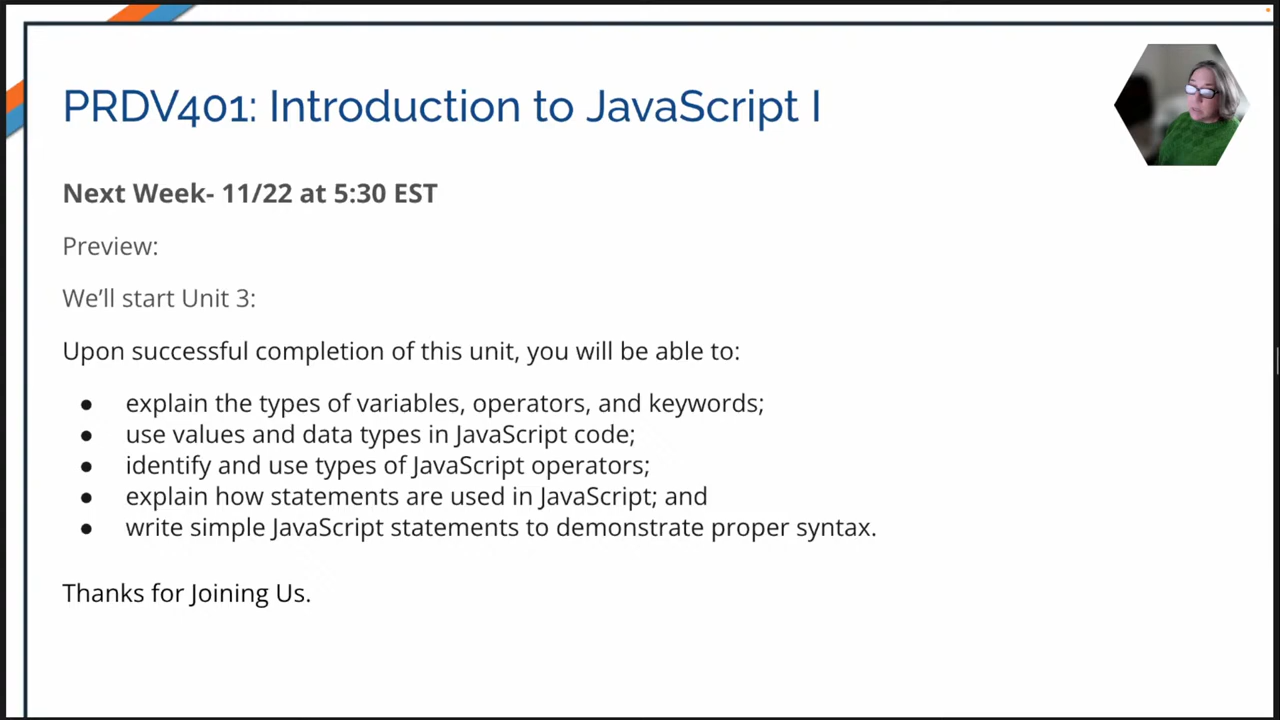 PRDV401: Introduction to JavaScript I
Next Week- 11/22 at 5:30 EST
Preview:
We’ll start Unit 3:
Upon successful completion of this unit, you will be able to:
● explain the types of variables, operators, and keywords;
● use values and data types in JavaScript code;
● identify and use types of JavaScript operators;
● explain how statements are used in JavaScript; and
● write simple JavaScript statements to demonstrate proper syntax.
Thanks for Joining Us.